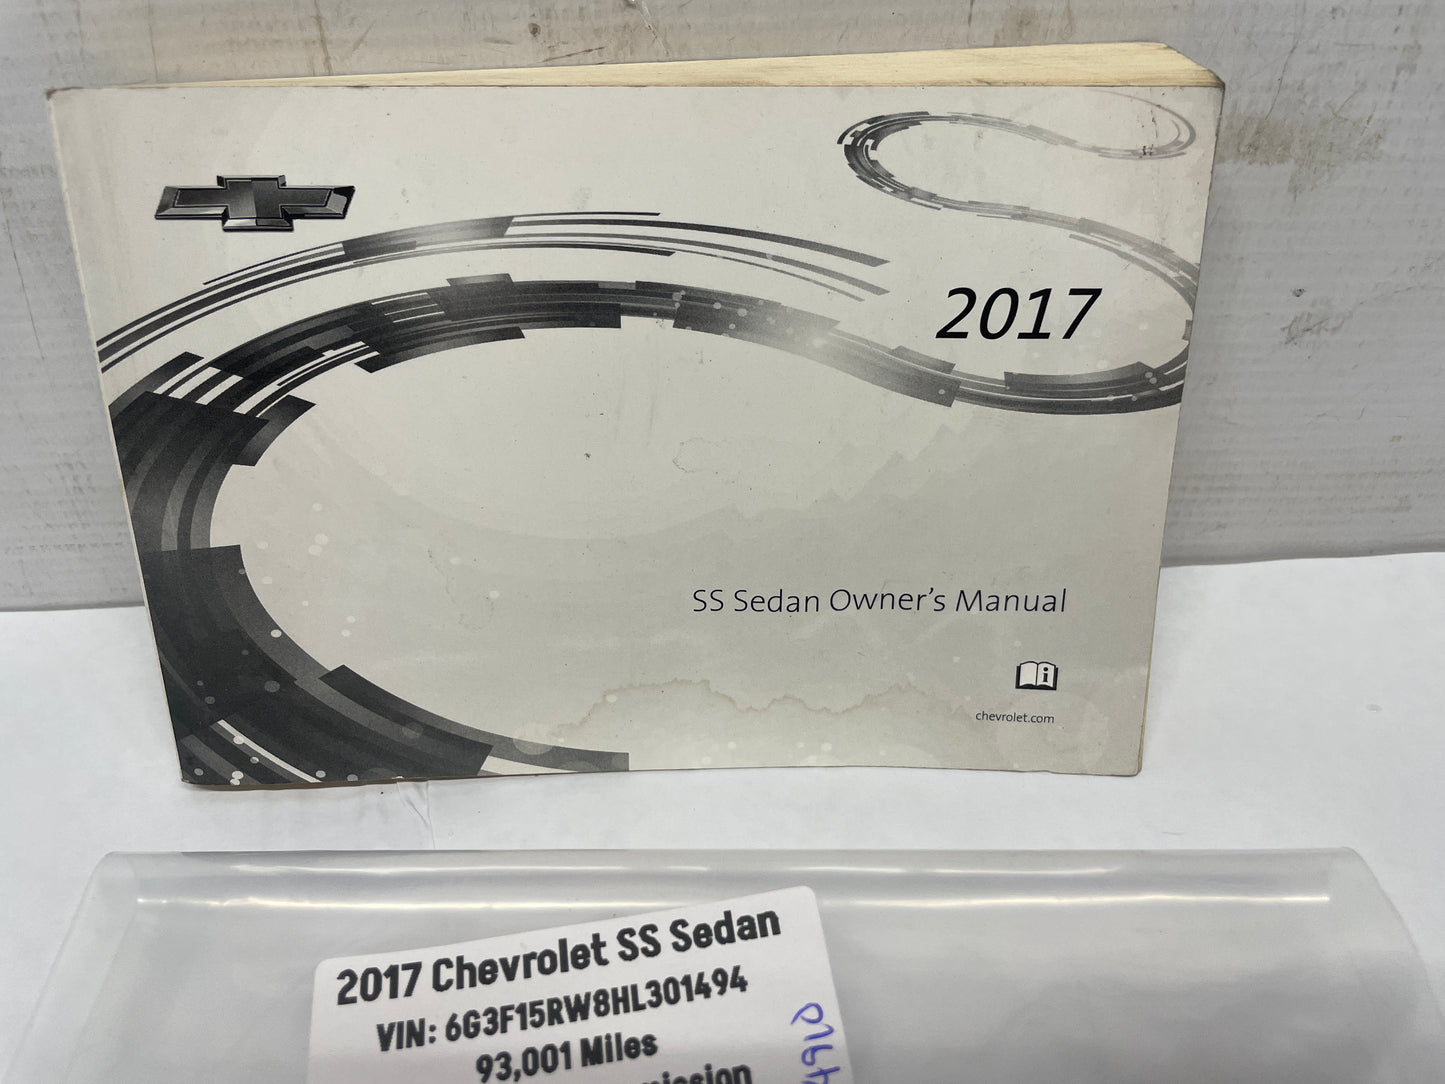 2017
SS Sedan Owner's Manual
i
chevrolet.com
2017 Chevrolet SS Sedan
VIN: 6G3F15RW8HL301494
93,001 Miles